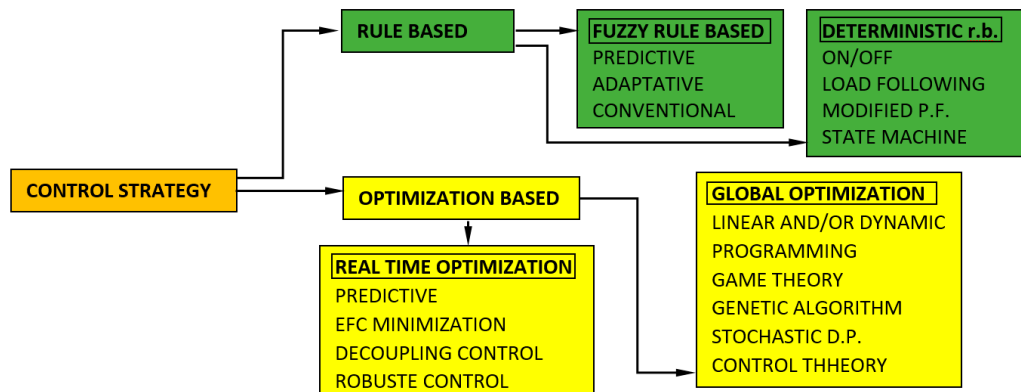 RULE BASED
FUZZY RULE BASED
PREDICTIVE
ADAPTATIVE
CONVENTIONAL
DETERMINISTIC r.b.
ON/OFF
LOAD FOLLOWING
MODIFIED P.F.
STATE MACHINE
CONTROL STRATEGY
OPTIMIZATION BASED
REAL TIME OPTIMIZATION
PREDICTIVE
EFC MINIMIZATION
DECOUPLING CONTROL
ROBUSTE CONTROL
GLOBAL OPTIMIZATION
LINEAR AND/OR DYNAMIC
PROGRAMMING
GAME THEORY
GENETIC ALGORITHM
STOCHASTIC D.P.
CONTROL THHEORY